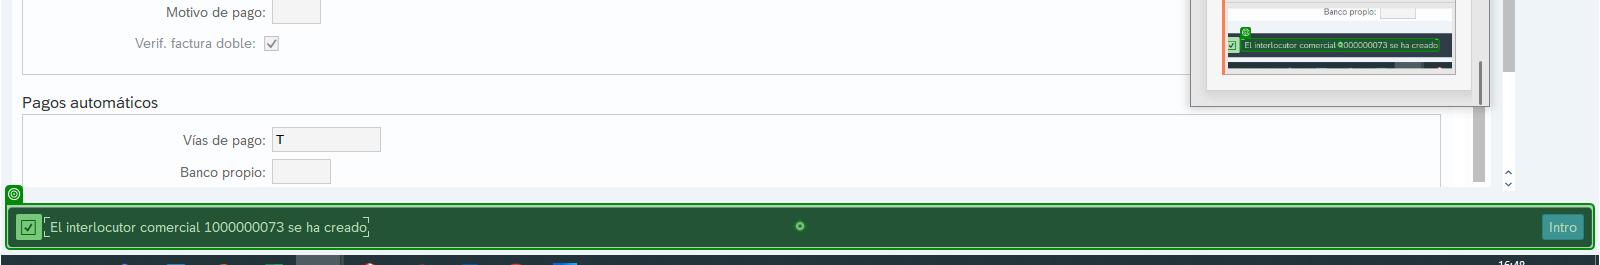 Motivo de pago:
Verif. factura doble:
Banco propio:
El interlocutor comercial 1000000073 se ha creado
Pagos automáticos
Vías de pago: T
Banco propio:
El interlocutor comercial 1000000073 se ha creado
Intro